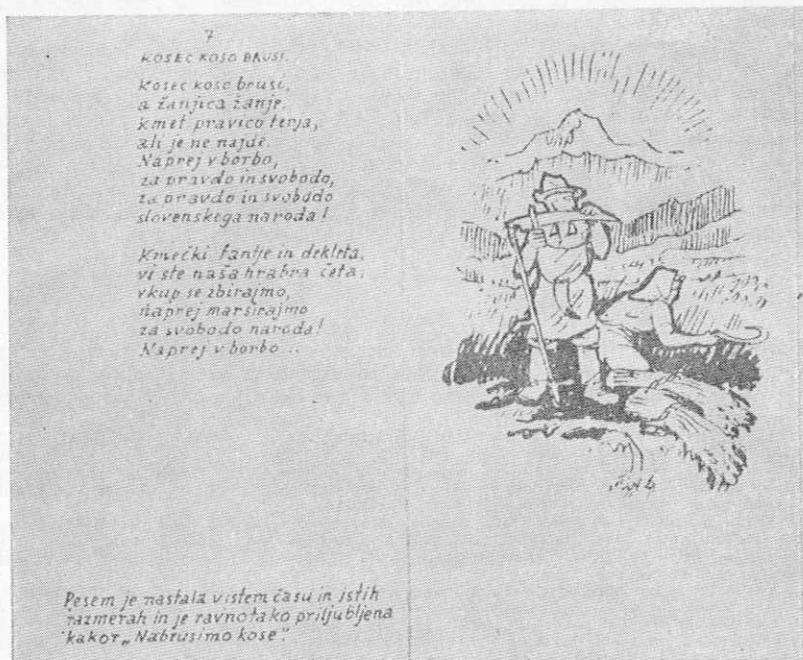 7
KOSEC KOSO BRUSI.
Kosec koso brusi,
a žanjica žanje,
kmet pravico terja,
ali je ne najde.
Naprej v borbo,
za pravdo in svobodo,
za pravdo in svobodo
slovenskega naroda!
Kmečki fantje in dekleta,
vi ste naša hrabra četa,
vkup se zbirajmo,
naprej marširajmo
za svobodo naroda!
Naprej v borbo ...
Pesem je nastala v istem času in istih
razmerah in je ravnotako priljubljena
kakor „Nabrusimo kose".